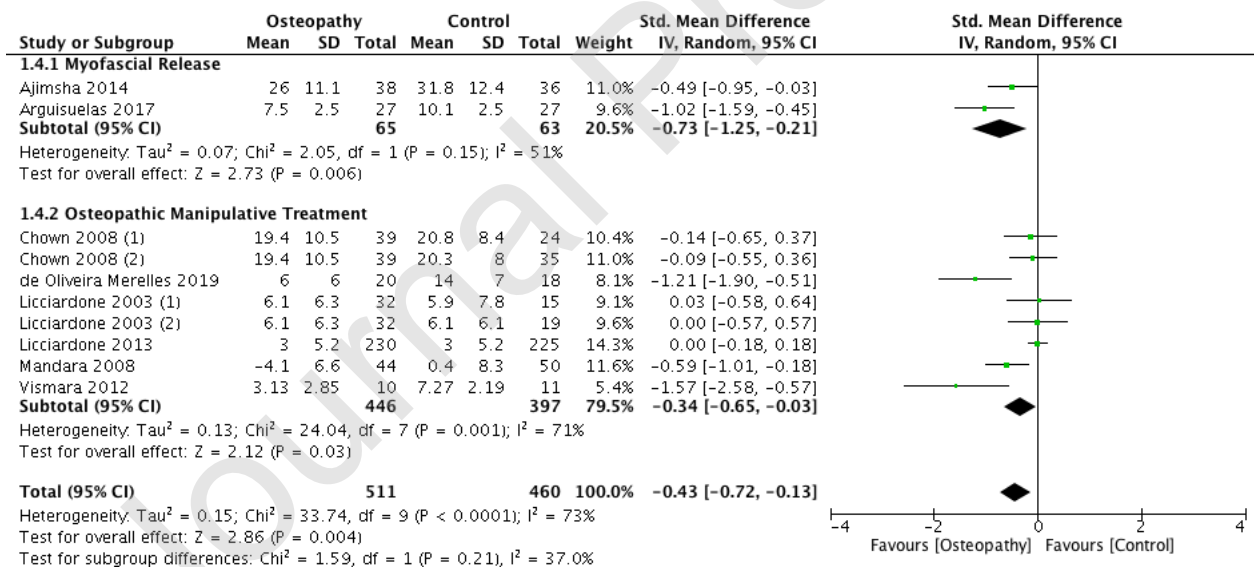 Osteopathy Control Std. Mean Difference Std. Mean Difference
Study or Subgroup Mean SD Total Mean SD Total Weight IV, Random, 95% CI IV, Random, 95% CI
1.4.1 Myofascial Release
Ajimsha 2014 26 11.1 38 31.8 12.4 36 11.0% −0.49 [−0.95, −0.03]
Arguisuelas 2017 7.5 2.5 27 10.1 2.5 27 9.6% −1.02 [−1.59, −0.45]
Subtotal (95% CI) 65 63 20.5% −0.73 [−1.25, −0.21]
Heterogeneity: Tau² = 0.07; Chi² = 2.05, df = 1 (P = 0.15); I² = 51%
Test for overall effect: Z = 2.73 (P = 0.006)
1.4.2 Osteopathic Manipulative Treatment
Chown 2008 (1) 19.4 10.5 39 20.8 8.4 24 10.4% −0.14 [−0.65, 0.37]
Chown 2008 (2) 19.4 10.5 39 20.3 8 35 11.0% −0.09 [−0.55, 0.36]
de Oliveira Merelles 2019 6 6 20 14 7 18 8.1% −1.21 [−1.90, −0.51]
Licciardone 2003 (1) 6.1 6.3 32 5.9 7.8 15 9.1% 0.03 [−0.58, 0.64]
Licciardone 2003 (2) 6.1 6.3 32 6.1 6.1 19 9.6% 0.00 [−0.57, 0.57]
Licciardone 2013 3 5.2 230 3 5.2 225 14.3% 0.00 [−0.18, 0.18]
Mandara 2008 −4.1 6.6 44 0.4 8.3 50 11.6% −0.59 [−1.01, −0.18]
Vismara 2012 3.13 2.85 10 7.27 2.19 11 5.4% −1.57 [−2.58, −0.57]
Subtotal (95% CI) 446 397 79.5% −0.34 [−0.65, −0.03]
Heterogeneity: Tau² = 0.13; Chi² = 24.04, df = 7 (P = 0.001); I² = 71%
Test for overall effect: Z = 2.12 (P = 0.03)
Total (95% CI) 511 460 100.0% −0.43 [−0.72, −0.13]
Heterogeneity: Tau² = 0.15; Chi² = 33.74, df = 9 (P < 0.0001); I² = 73%
Test for overall effect: Z = 2.86 (P = 0.004)
Test for subgroup differences: Chi² = 1.59, df = 1 (P = 0.21), I² = 37.0%
−4 −2 0 2 4
Favours [Osteopathy] Favours [Control]
Journal Pr